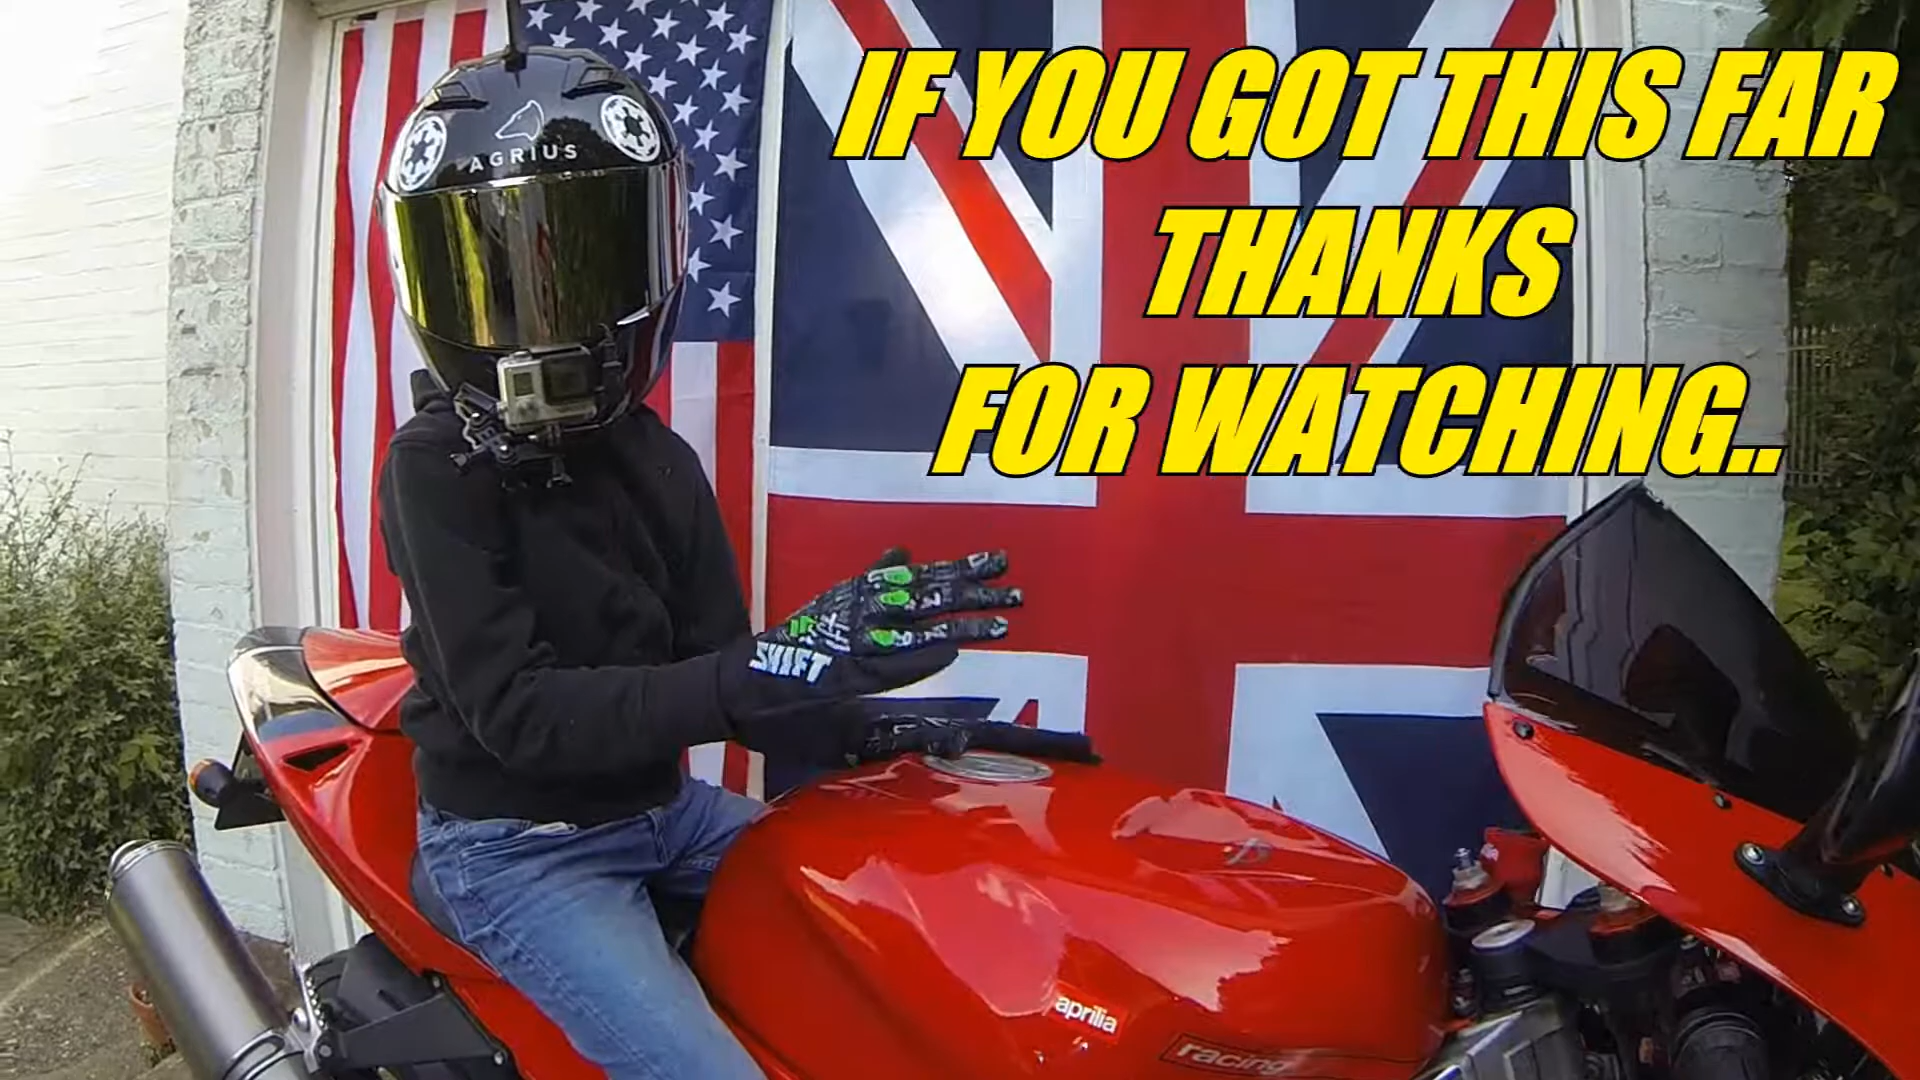 IF YOU GOT THIS FAR
THANKS
FOR WATCHING..
AGRIUS
SHIFT
aprilia
racing